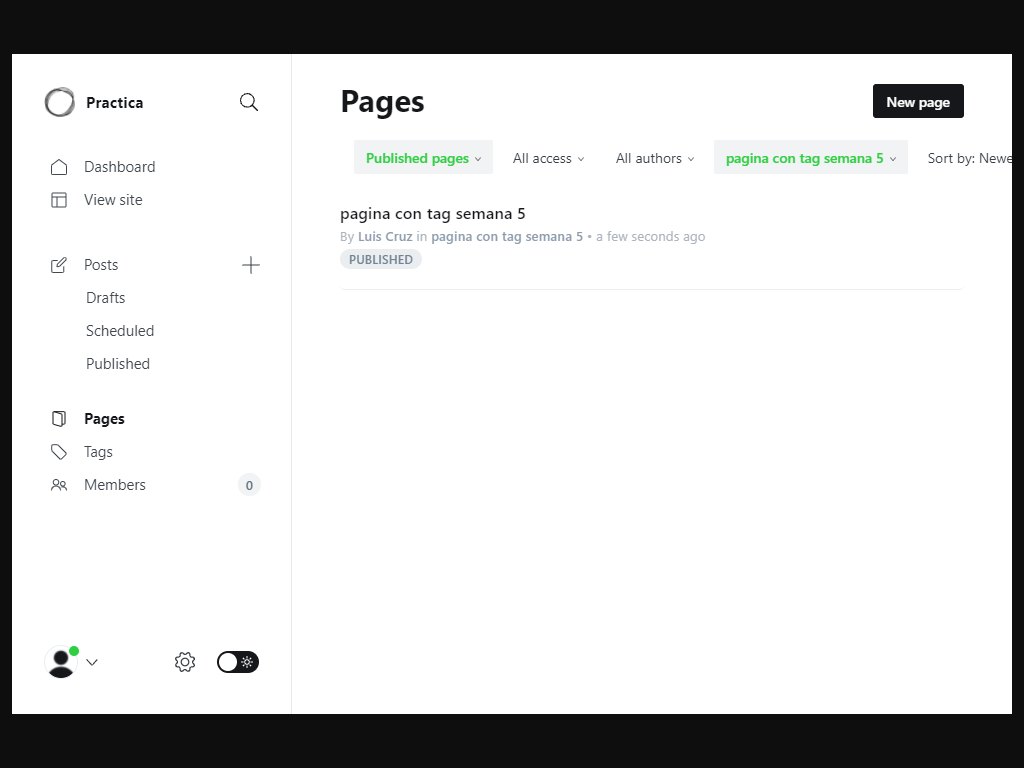 Practica
Dashboard
View site
Posts
Drafts
Scheduled
Published
Pages
Tags
Members 0
Pages
New page
Published pages All access All authors pagina con tag semana 5 Sort by: Newe
pagina con tag semana 5
By Luis Cruz in pagina con tag semana 5 • a few seconds ago
PUBLISHED